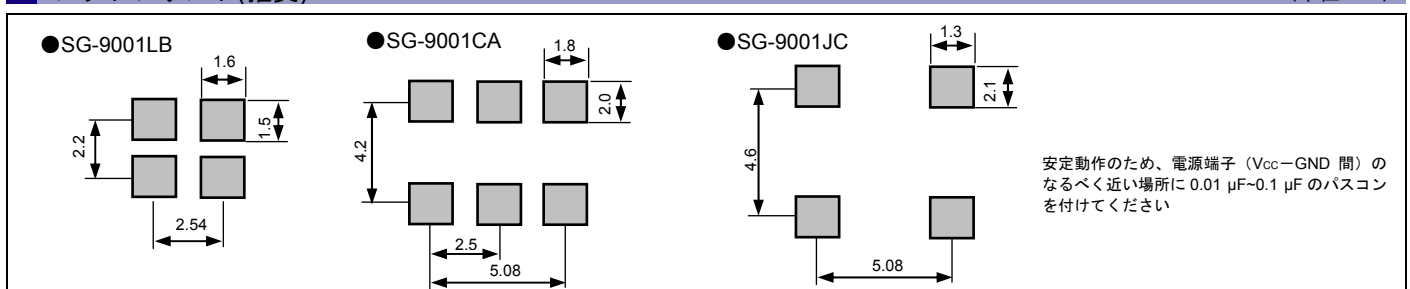 ●SG-9001LB
1.6
1.5
2.2
2.54
●SG-9001CA
1.8
2.0
4.2
2.5
5.08
●SG-9001JC
1.3
2.1
4.6
5.08
安定動作のため、電源端子（Vcc－GND 間）の
なるべく近い場所に 0.01 µF~0.1 µF のパスコン
を付けてください